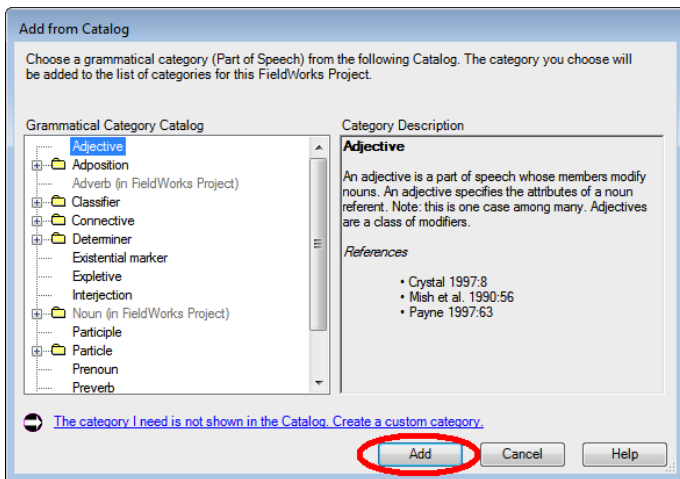 Add from Catalog
Choose a grammatical category (Part of Speech) from the following Catalog. The category you choose will
be added to the list of categories for this FieldWorks Project.
Grammatical Category Catalog
Adjective
Adposition
Adverb (in FieldWorks Project)
Classifier
Connective
Determiner
Existential marker
Expletive
Interjection
Noun (in FieldWorks Project)
Participle
Particle
Prenoun
Preverb
Category Description
Adjective
An adjective is a part of speech whose members modify
nouns. An adjective specifies the attributes of a noun
referent. Note: this is one case among many. Adjectives
are a class of modifiers.
References
• Crystal 1997:8
• Mish et al. 1990:56
• Payne 1997:63
The category I need is not shown in the Catalog. Create a custom category.
Add
Cancel
Help